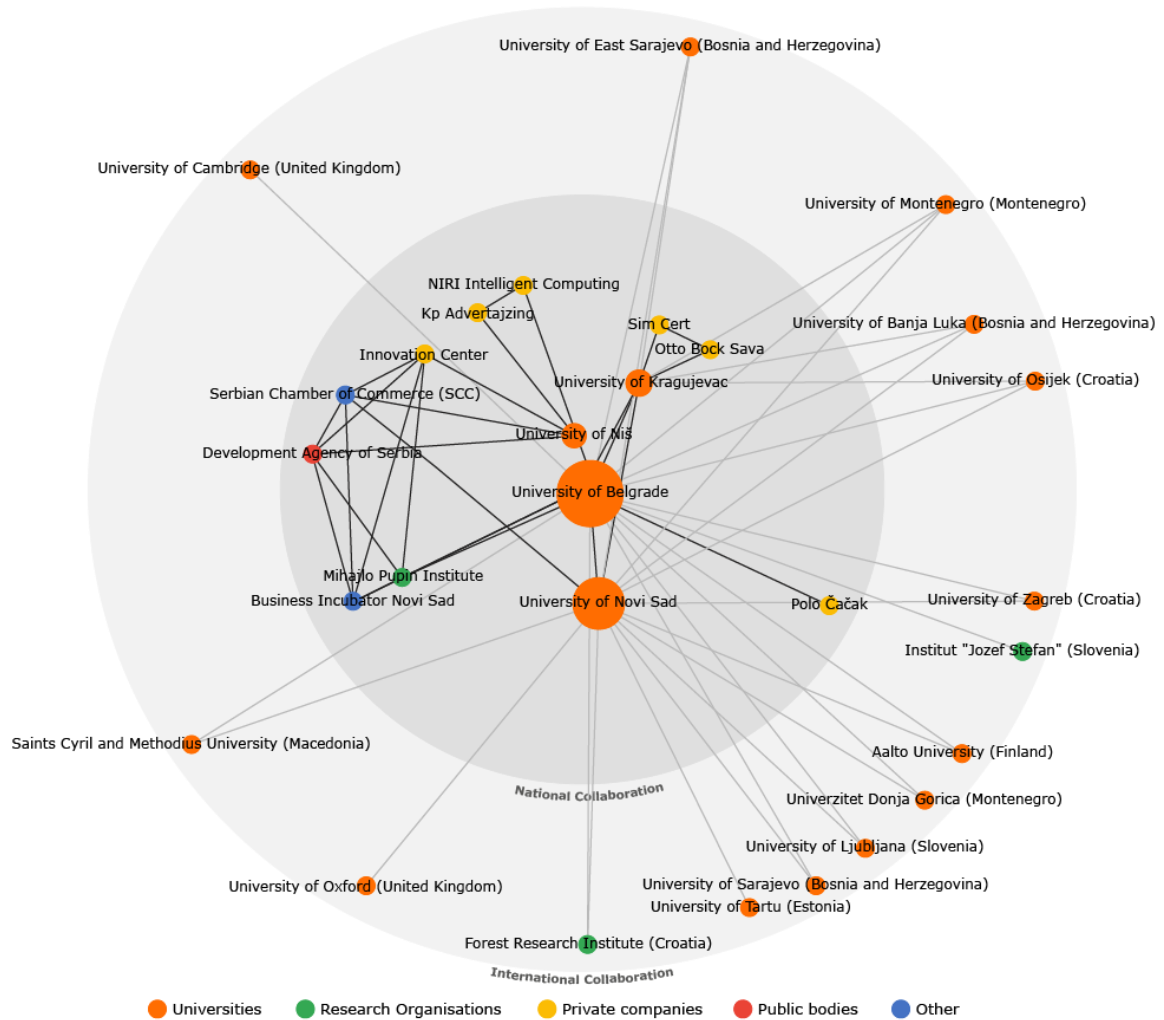 University of East Sarajevo (Bosnia and Herzegovina)
University of Cambridge (United Kingdom)
University of Montenegro (Montenegro)
NIRI Intelligent Computing
Kp Advertajzing
Sim Cert
University of Banja Luka (Bosnia and Herzegovina)
Otto Bock Sava
Innovation Center
University of Kragujevac
University of Osijek (Croatia)
Serbian Chamber of Commerce (SCC)
University of Niš
Development Agency of Serbia
University of Belgrade
Mihajlo Pupin Institute
Business Incubator Novi Sad
University of Novi Sad
Polo Čačak
University of Zagreb (Croatia)
Institut "Jozef Stefan" (Slovenia)
Saints Cyril and Methodius University (Macedonia)
Aalto University (Finland)
National Collaboration
Univerzitet Donja Gorica (Montenegro)
University of Ljubljana (Slovenia)
University of Oxford (United Kingdom)
University of Sarajevo (Bosnia and Herzegovina)
University of Tartu (Estonia)
Forest Research Institute (Croatia)
International Collaboration
Universities Research Organisations Private companies Public bodies Other